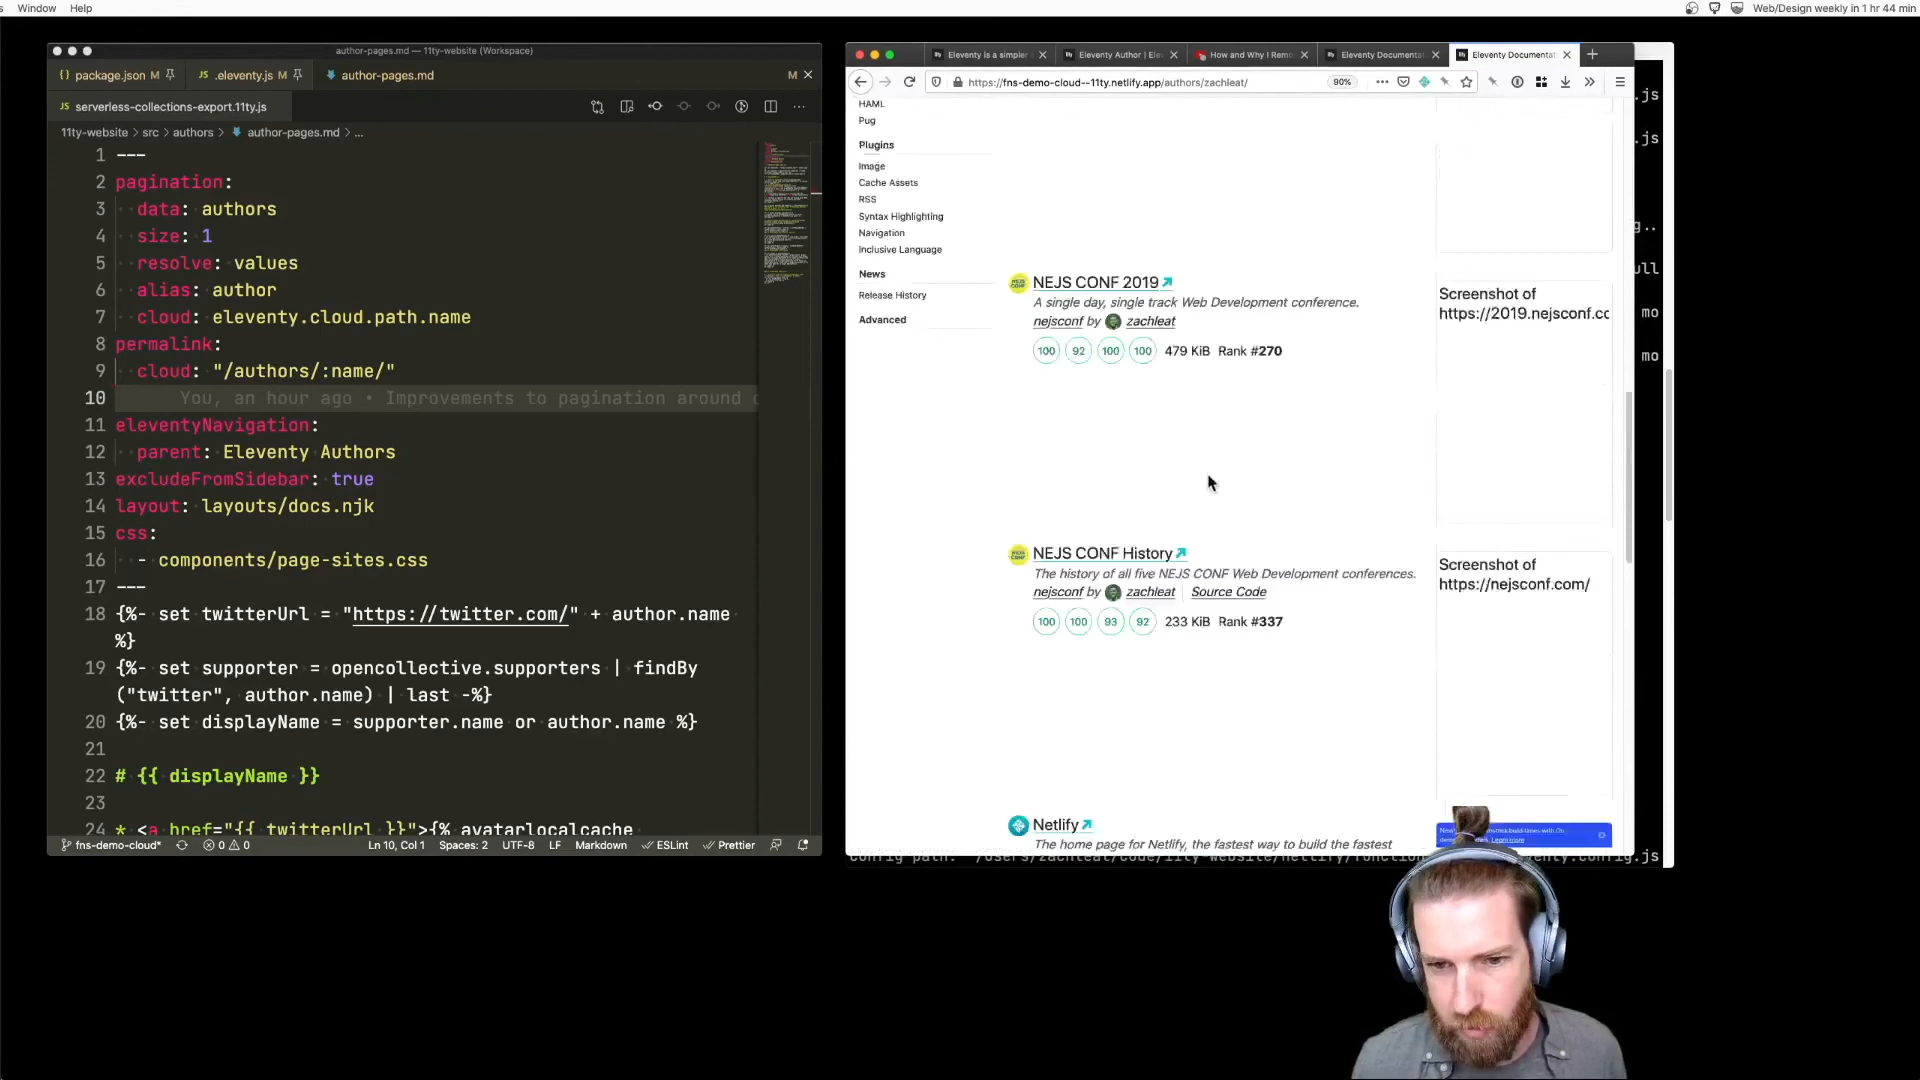 Window Help
Web/Design weekly in 1 hr 44 min
author-pages.md — 11ty-website (Workspace)
package.json M
.eleventy.js M
author-pages.md M
serverless-collections-export.11ty.js
11ty-website > src > authors > author-pages.md > ...
1 ---
2 pagination:
3 data: authors
4 size: 1
5 resolve: values
6 alias: author
7 cloud: eleventy.cloud.path.name
8 permalink:
9 cloud: "/authors/:name/"
10 You, an hour ago • Improvements to pagination around
11 eleventyNavigation:
12 parent: Eleventy Authors
13 excludeFromSidebar: true
14 layout: layouts/docs.njk
15 css:
16 - components/page-sites.css
17 ---
18 {%- set twitterUrl = "https://twitter.com/" + author.name
%}
19 {%- set supporter = opencollective.supporters | findBy
("twitter", author.name) | last -%}
20 {%- set displayName = supporter.name or author.name %}
21
22 # {{ displayName }}
23
24 * <a href="{{ twitterUrl }}">{% avatarlocalcache
fns-demo-cloud* 0 0 Ln 10, Col 1 Spaces: 2 UTF-8 LF Markdown ESLint Prettier
Eleventy is a simpler
Eleventy Author | Ele
How and Why I Remo
Eleventy Documentat
Eleventy Documentat
https://fns-demo-cloud--11ty.netlify.app/authors/zachleat/ 90%
HAML
Pug
Plugins
Image
Cache Assets
RSS
Syntax Highlighting
Navigation
Inclusive Language
News
Release History
Advanced
NEJS CONF 2019
A single day, single track Web Development conference.
nejsconf by zachleat
100 92 100 100 479 KiB Rank #270
Screenshot of
https://2019.nejsconf.cc
NEJS CONF History
The history of all five NEJS CONF Web Development conferences.
nejsconf by zachleat Source Code
100 100 93 92 233 KiB Rank #337
Screenshot of
https://nejsconf.com/
Netlify
The home page for Netlify, the fastest way to build the fastest
.js
.js
g..
ull
mo
mo